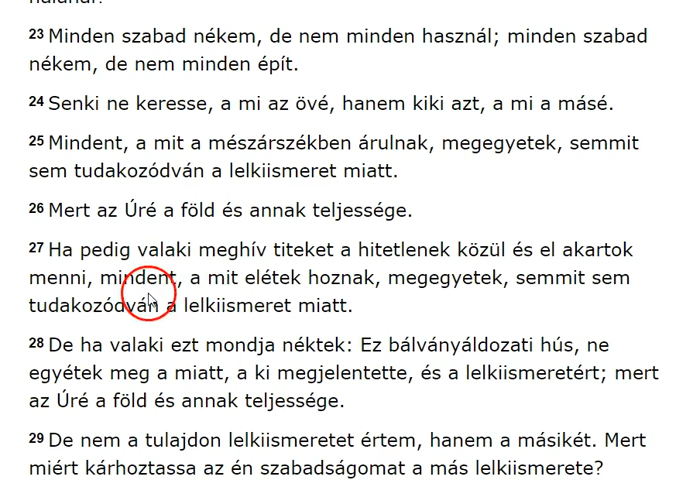 23 Minden szabad nékem, de nem minden használ; minden szabad
nékem, de nem minden épít.
24 Senki ne keresse, a mi az övé, hanem kiki azt, a mi a másé.
25 Mindent, a mit a mészárszékben árulnak, megegyetek, semmit
sem tudakozódván a lelkiismeret miatt.
26 Mert az Úré a föld és annak teljessége.
27 Ha pedig valaki meghív titeket a hitetlenek közül és el akartok
menni, mindent, a mit elétek hoznak, megegyetek, semmit sem
tudakozódván a lelkiismeret miatt.
28 De ha valaki ezt mondja néktek: Ez bálványáldozati hús, ne
egyétek meg a miatt, a ki megjelentette, és a lelkiismeretért; mert
az Úré a föld és annak teljessége.
29 De nem a tulajdon lelkiismeretet értem, hanem a másikét. Mert
miért kárhoztassa az én szabadságomat a más lelkiismerete?